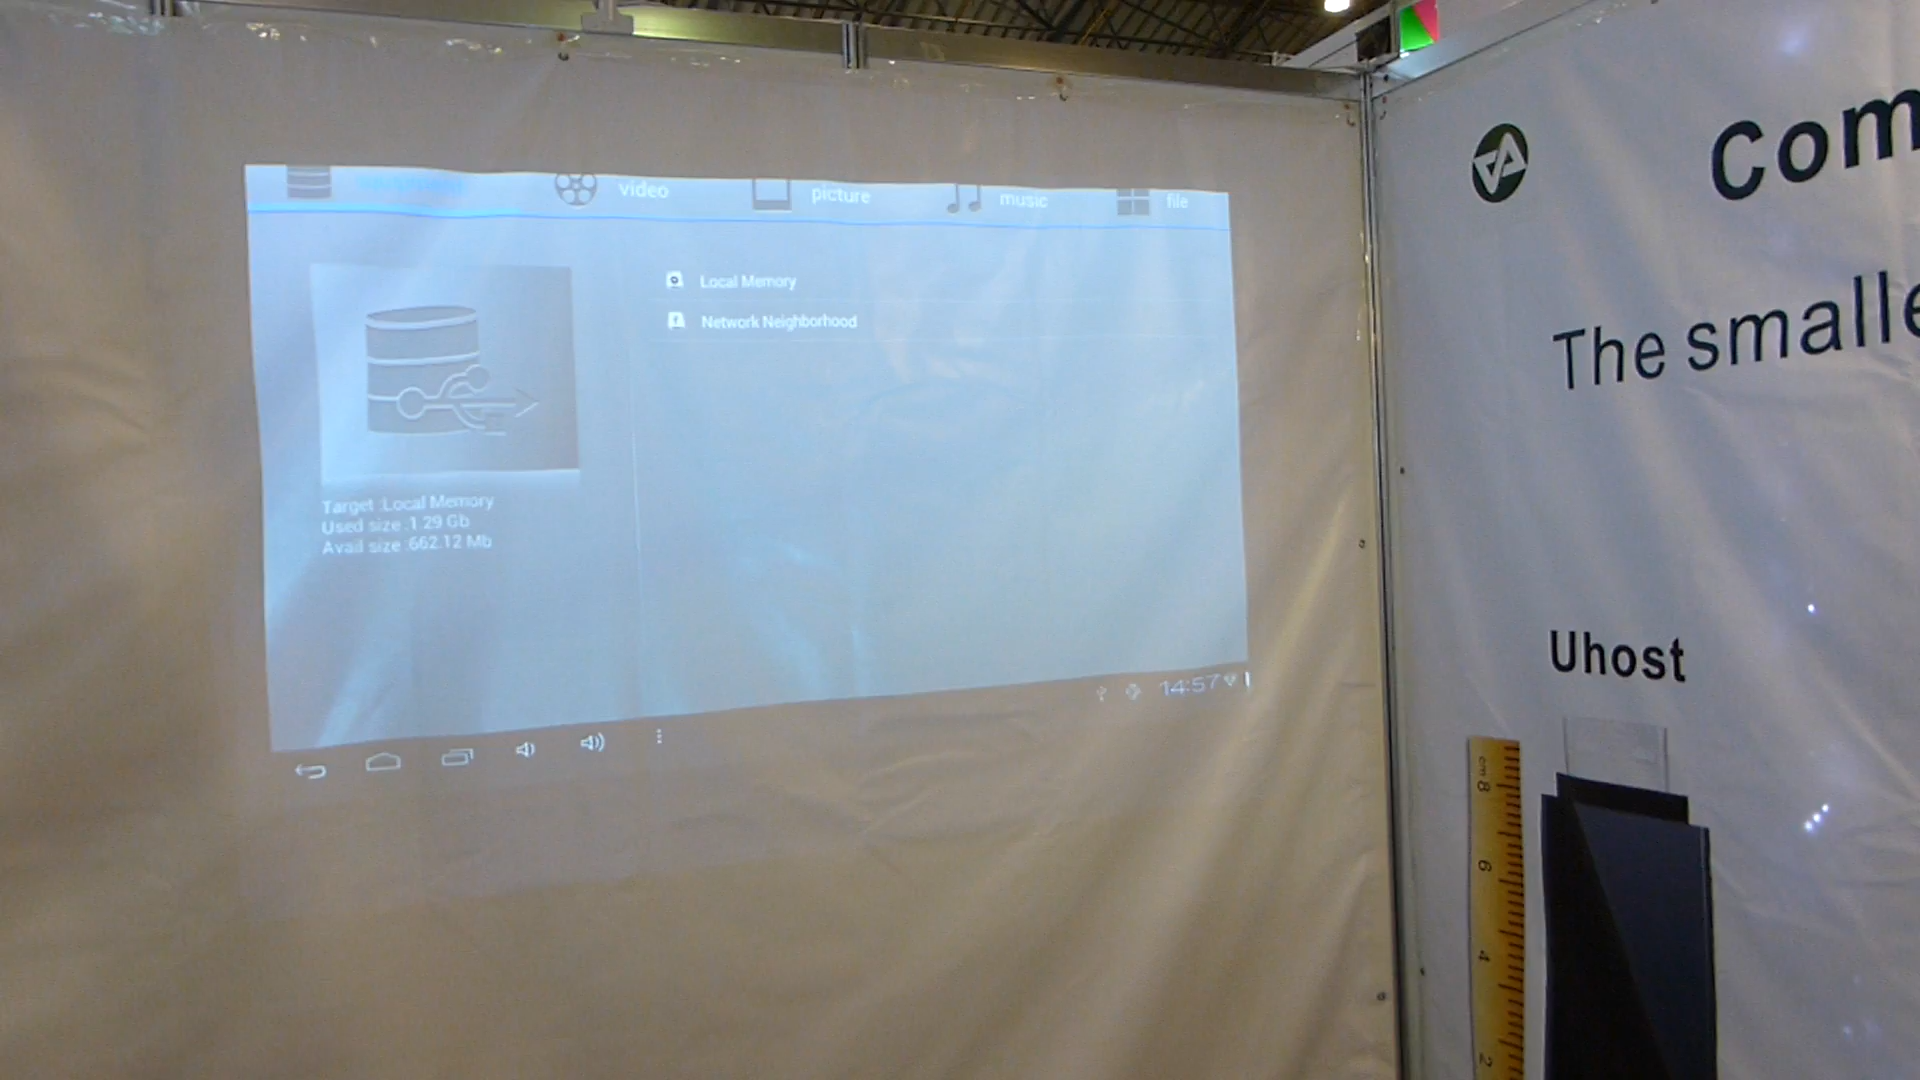 video
picture
music
file
Local Memory
Network Neighborhood
Target :Local Memory
Used size :1.29 Gb
Avail size :662.12 Mb
14:57
Com
The smalle
Uhost
cm
8
6
4
2